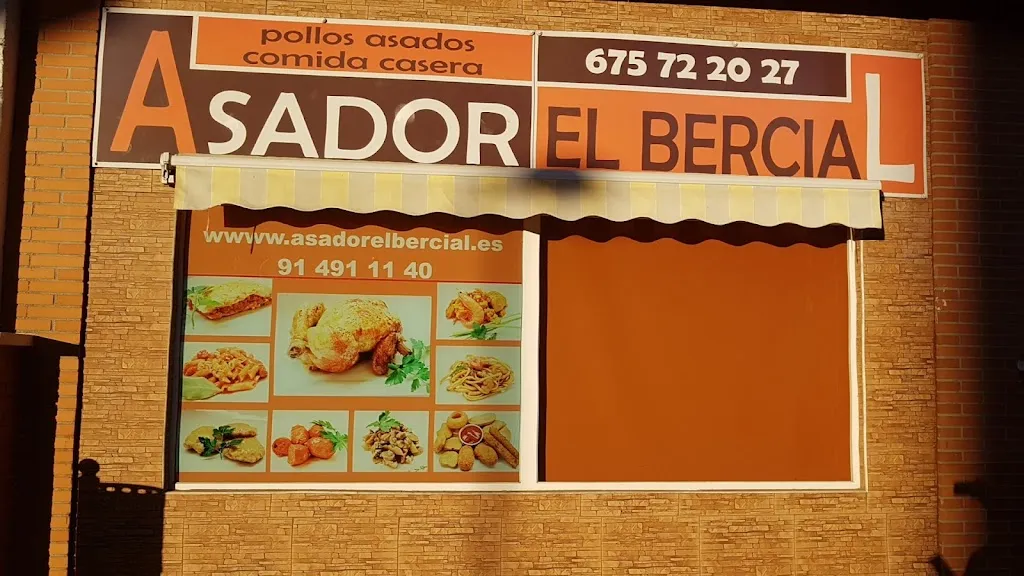 pollos asados
comida casera
675 72 20 27
ASADOR EL BERCIAL
wwww.asadorelbercial.es
91 491 11 40